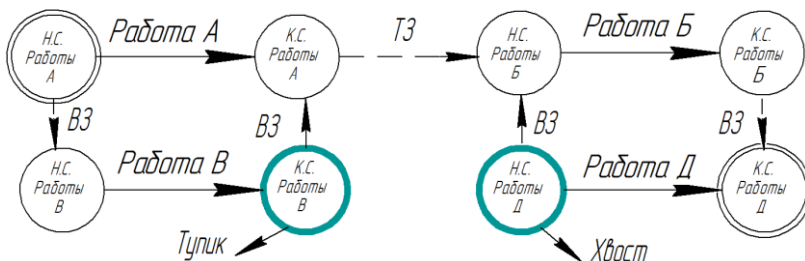 Н.С.
Работы
А
Работа А
К.С.
Работы
А
ТЗ
Н.С.
Работы
Б
Работа Б
К.С.
Работы
Б
ВЗ
ВЗ
ВЗ
ВЗ
Н.С.
Работы
В
Работа В
К.С.
Работы
В
Н.С.
Работы
Д
Работа Д
К.С.
Работы
Д
Тупик
Хвост